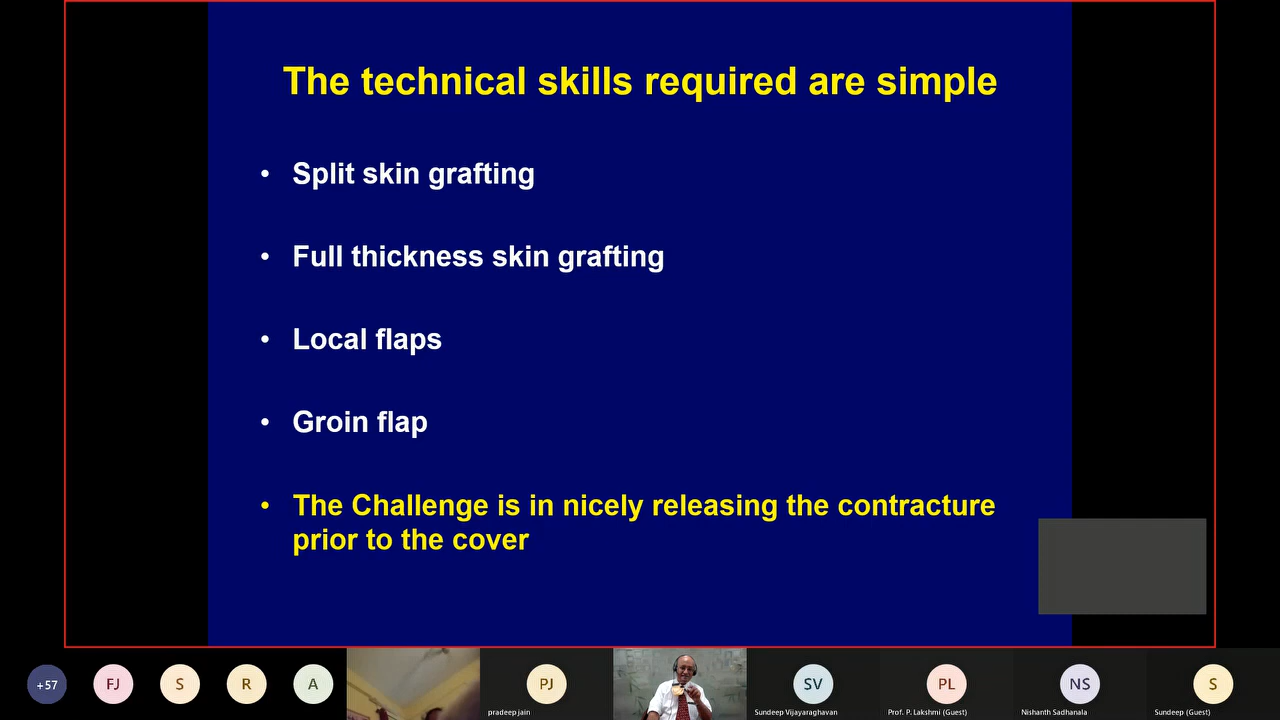 The technical skills required are simple
• Split skin grafting
• Full thickness skin grafting
• Local flaps
• Groin flap
• The Challenge is in nicely releasing the contracture
prior to the cover
+57
FJ
S
R
A
PJ
pradeep jain
SV
Sundeep Vijayaraghavan
PL
Prof. P. Lakshmi (Guest)
NS
Nishanth Sadhanala
S
Sundeep (Guest)